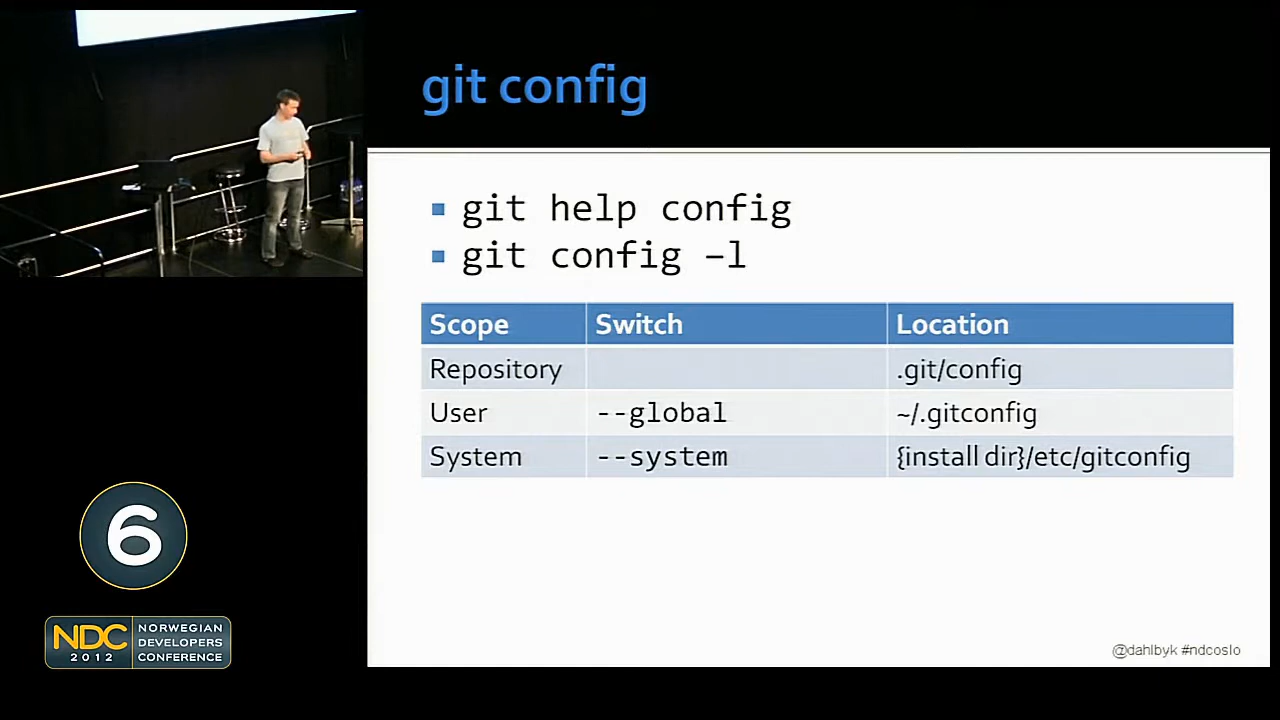 git config
git help config
git config –l
Scope Switch Location
Repository .git/config
User --global ~/.gitconfig
System --system {install dir}/etc/gitconfig
6
NDC
2012
NORWEGIAN
DEVELOPERS
CONFERENCE
@dahlbyk #ndcoslo